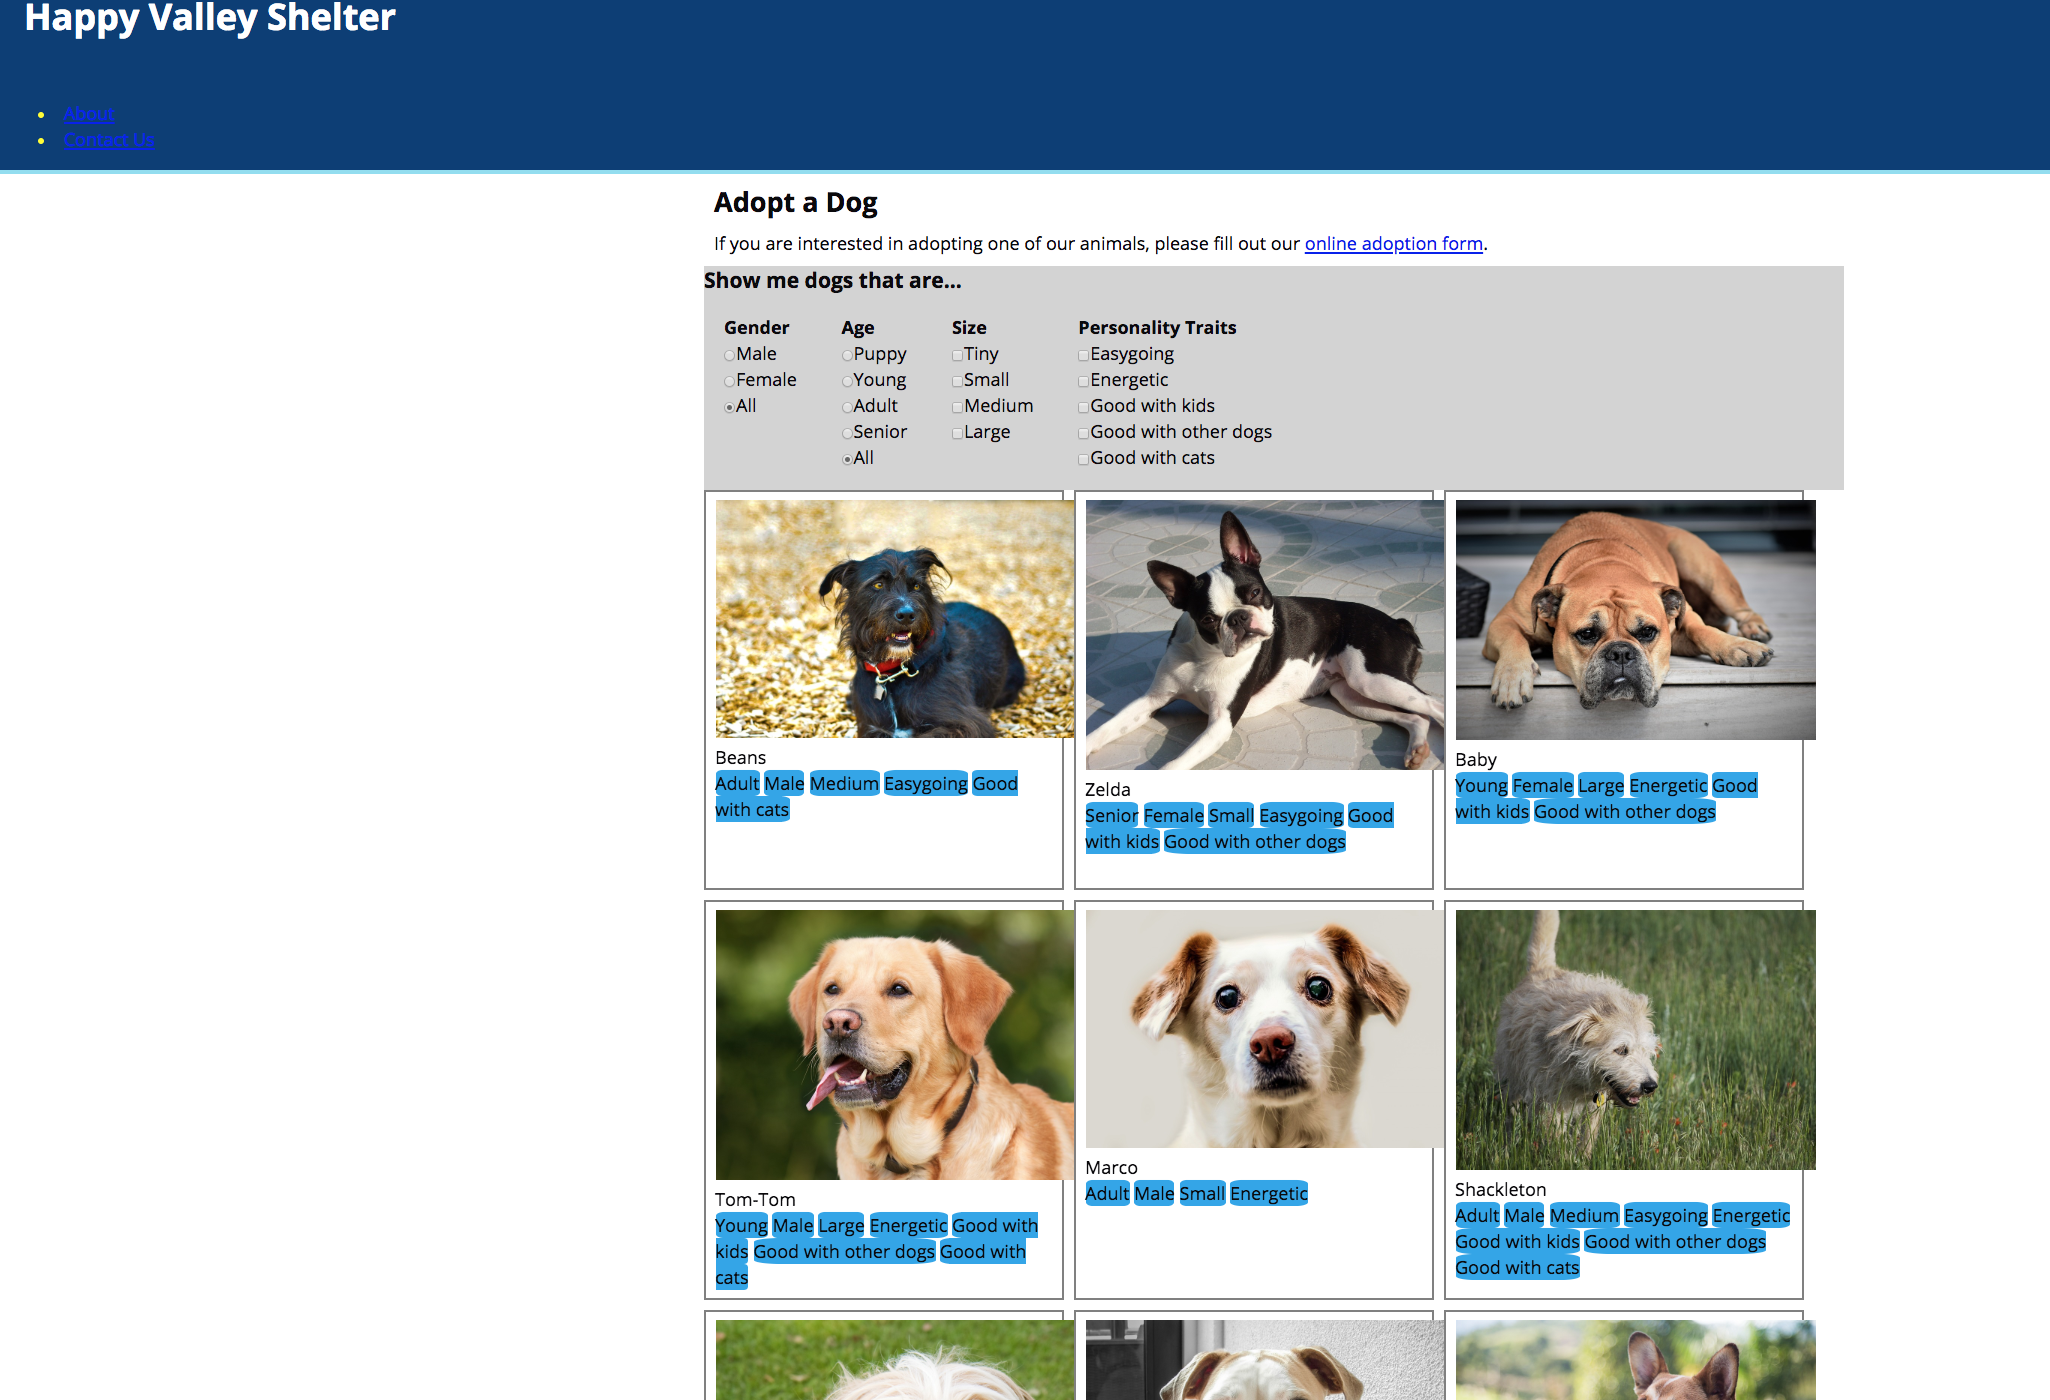 Happy Valley Shelter
About
Contact Us
Adopt a Dog
If you are interested in adopting one of our animals, please fill out our online adoption form.
Show me dogs that are...
Gender
Male
Female
All
Age
Puppy
Young
Adult
Senior
All
Size
Tiny
Small
Medium
Large
Personality Traits
Easygoing
Energetic
Good with kids
Good with other dogs
Good with cats
Beans
Adult Male Medium Easygoing Good
with cats
Zelda
Senior Female Small Easygoing Good
with kids Good with other dogs
Baby
Young Female Large Energetic Good
with kids Good with other dogs
Tom-Tom
Young Male Large Energetic Good with
kids Good with other dogs Good with
cats
Marco
Adult Male Small Energetic
Shackleton
Adult Male Medium Easygoing Energetic
Good with kids Good with other dogs
Good with cats